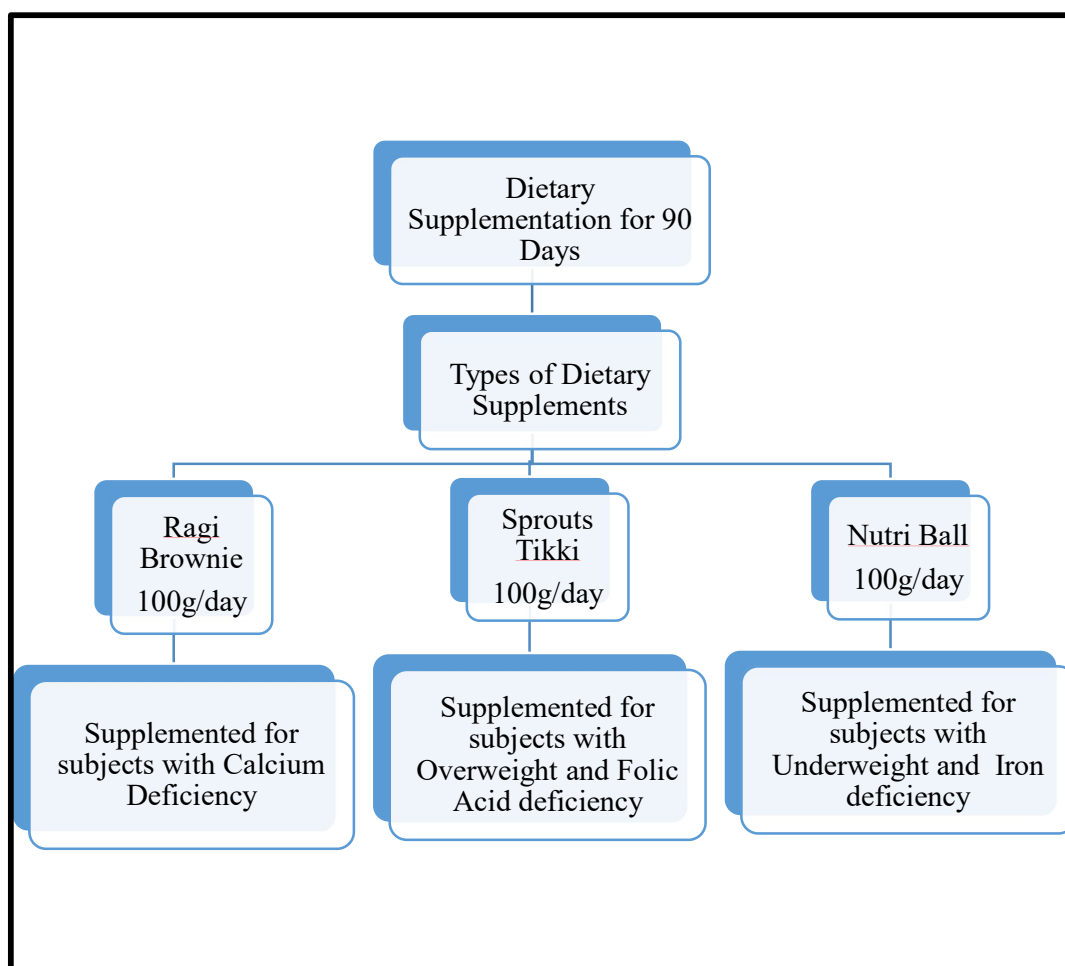 Dietary
Supplementation for 90
Days
Types of Dietary
Supplements
Ragi
Brownie
100g/day
Sprouts
Tikki
100g/day
Nutri Ball
100g/day
Supplemented for
subjects with Calcium
Deficiency
Supplemented for
subjects with
Overweight and Folic
Acid deficiency
Supplemented for
subjects with
Underweight and  Iron
deficiency